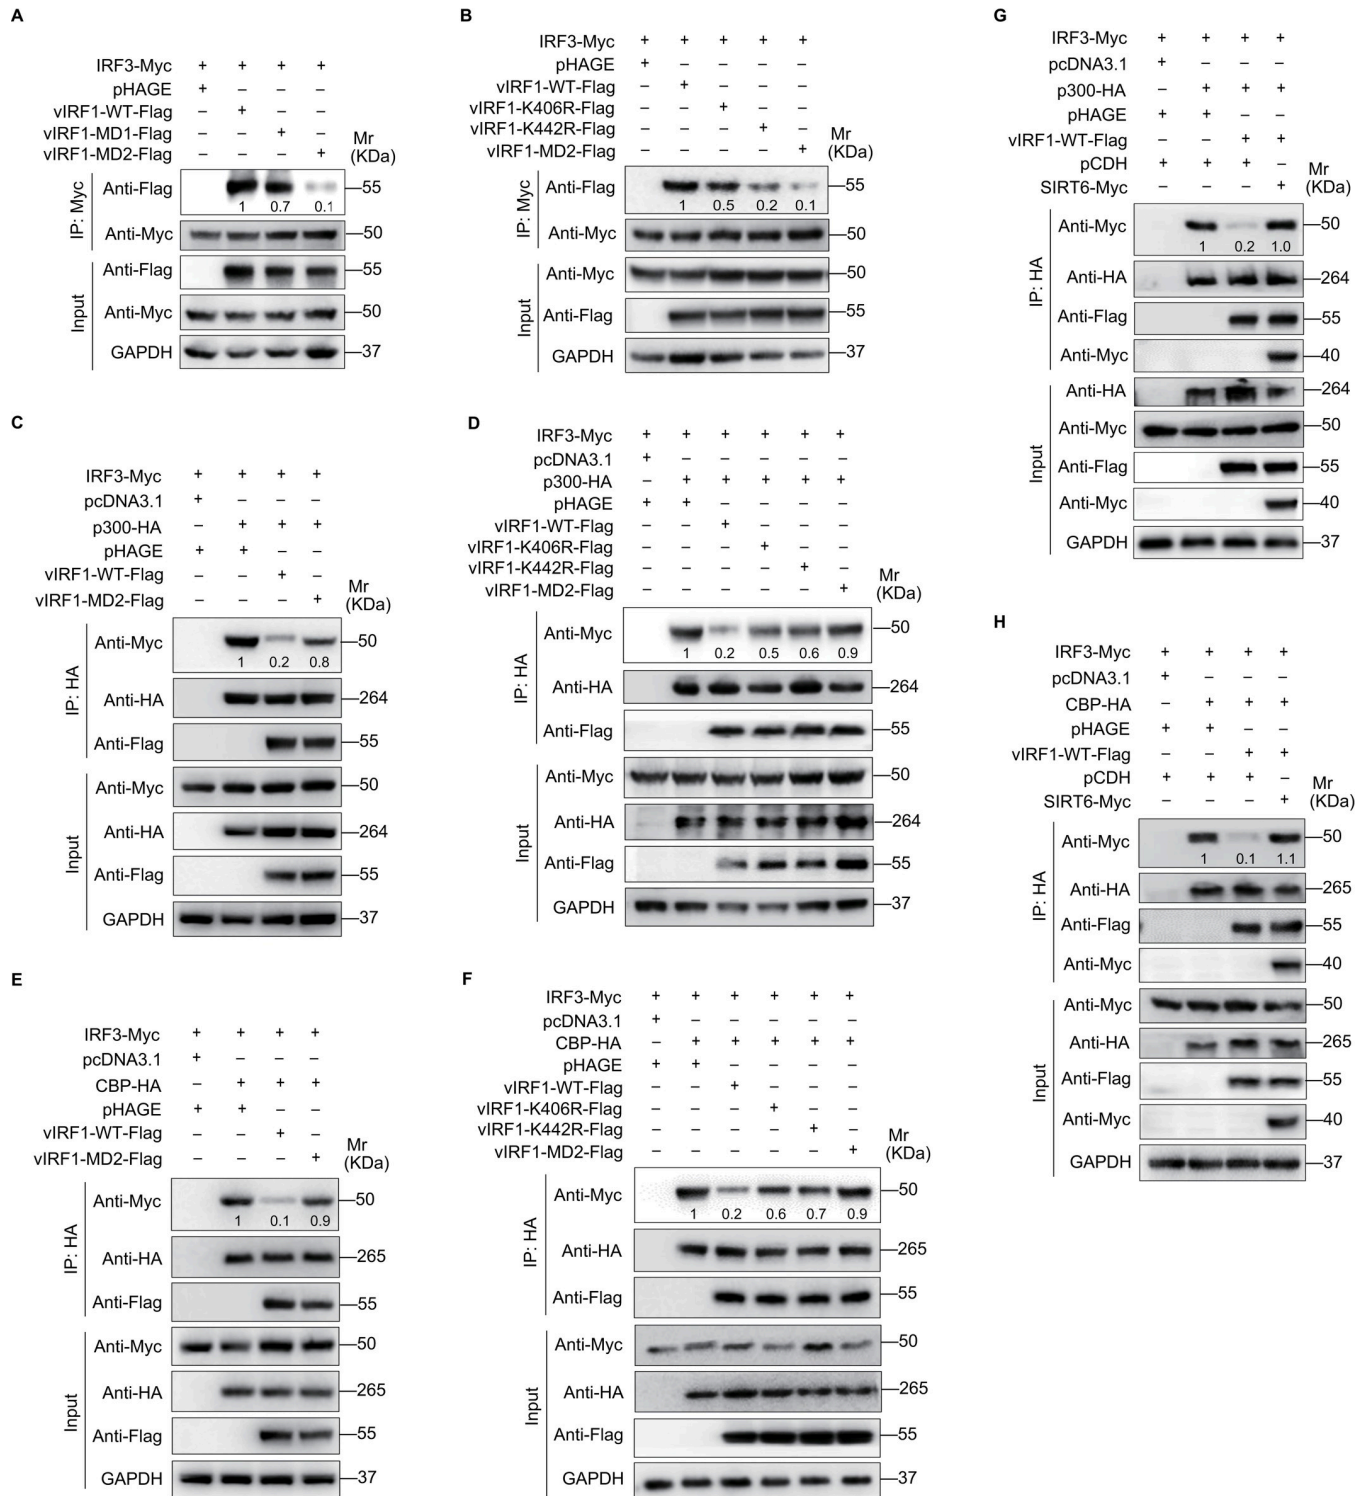 A
IRF3-Myc + + + +
pHAGE + – – –
vIRF1-WT-Flag – + – –
vIRF1-MD1-Flag – – + –
vIRF1-MD2-Flag – – – +
Mr
(KDa)
IP: Myc
Anti-Flag 55
1 0.7 0.1
Anti-Myc 50
Input
Anti-Flag 55
Anti-Myc 50
GAPDH 37
B
IRF3-Myc + + + + +
pHAGE + – – – –
vIRF1-WT-Flag – + – – –
vIRF1-K406R-Flag – – + – –
vIRF1-K442R-Flag – – – + –
vIRF1-MD2-Flag – – – – +
Mr
(KDa)
IP: Myc
Anti-Flag 55
1 0.5 0.2 0.1
Anti-Myc 50
Input
Anti-Myc 50
Anti-Flag 55
GAPDH 37
C
IRF3-Myc + + + +
pcDNA3.1 + – – –
p300-HA – + + +
pHAGE + + – –
vIRF1-WT-Flag – – + –
vIRF1-MD2-Flag – – – +
Mr
(KDa)
IP: HA
Anti-Myc 50
1 0.2 0.8
Anti-HA 264
Anti-Flag 55
Input
Anti-Myc 50
Anti-HA 264
Anti-Flag 55
GAPDH 37
D
IRF3-Myc + + + + + +
pcDNA3.1 + – – – – –
p300-HA – + + + + +
pHAGE + + – – – –
vIRF1-WT-Flag – – + – – –
vIRF1-K406R-Flag – – – + – –
vIRF1-K442R-Flag – – – – + –
vIRF1-MD2-Flag – – – – – +
Mr
(KDa)
IP: HA
Anti-Myc 50
1 0.2 0.5 0.6 0.9
Anti-HA 264
Anti-Flag 55
Input
Anti-Myc 50
Anti-HA 264
Anti-Flag 55
GAPDH 37
E
IRF3-Myc + + + +
pcDNA3.1 + – – –
CBP-HA – + + +
pHAGE + + – –
vIRF1-WT-Flag – – + –
vIRF1-MD2-Flag – – – +
Mr
(KDa)
IP: HA
Anti-Myc 50
1 0.1 0.9
Anti-HA 265
Anti-Flag 55
Input
Anti-Myc 50
Anti-HA 265
Anti-Flag 55
GAPDH 37
F
IRF3-Myc + + + + + +
pcDNA3.1 + – – – – –
CBP-HA – + + + + +
pHAGE + + – – – –
vIRF1-WT-Flag – – + – – –
vIRF1-K406R-Flag – – – + – –
vIRF1-K442R-Flag – – – – + –
vIRF1-MD2-Flag – – – – – +
Mr
(KDa)
IP: HA
Anti-Myc 50
1 0.2 0.6 0.7 0.9
Anti-HA 265
Anti-Flag 55
Input
Anti-Myc 50
Anti-HA 265
Anti-Flag 55
GAPDH 37
G
IRF3-Myc + + + +
pcDNA3.1 + – – –
p300-HA – + + +
pHAGE + + – –
vIRF1-WT-Flag – – + +
pCDH + + + –
SIRT6-Myc – – – +
Mr
(KDa)
IP: HA
Anti-Myc 50
1 0.2 1.0
Anti-HA 264
Anti-Flag 55
Anti-Myc 40
Input
Anti-HA 264
Anti-Myc 50
Anti-Flag 55
Anti-Myc 40
GAPDH 37
H
IRF3-Myc + + + +
pcDNA3.1 + – – –
CBP-HA – + + +
pHAGE + + – –
vIRF1-WT-Flag – – + +
pCDH + + + –
SIRT6-Myc – – – +
Mr
(KDa)
IP: HA
Anti-Myc 50
1 0.1 1.1
Anti-HA 265
Anti-Flag 55
Anti-Myc 40
Input
Anti-Myc 50
Anti-HA 265
Anti-Flag 55
Anti-Myc 40
GAPDH 37